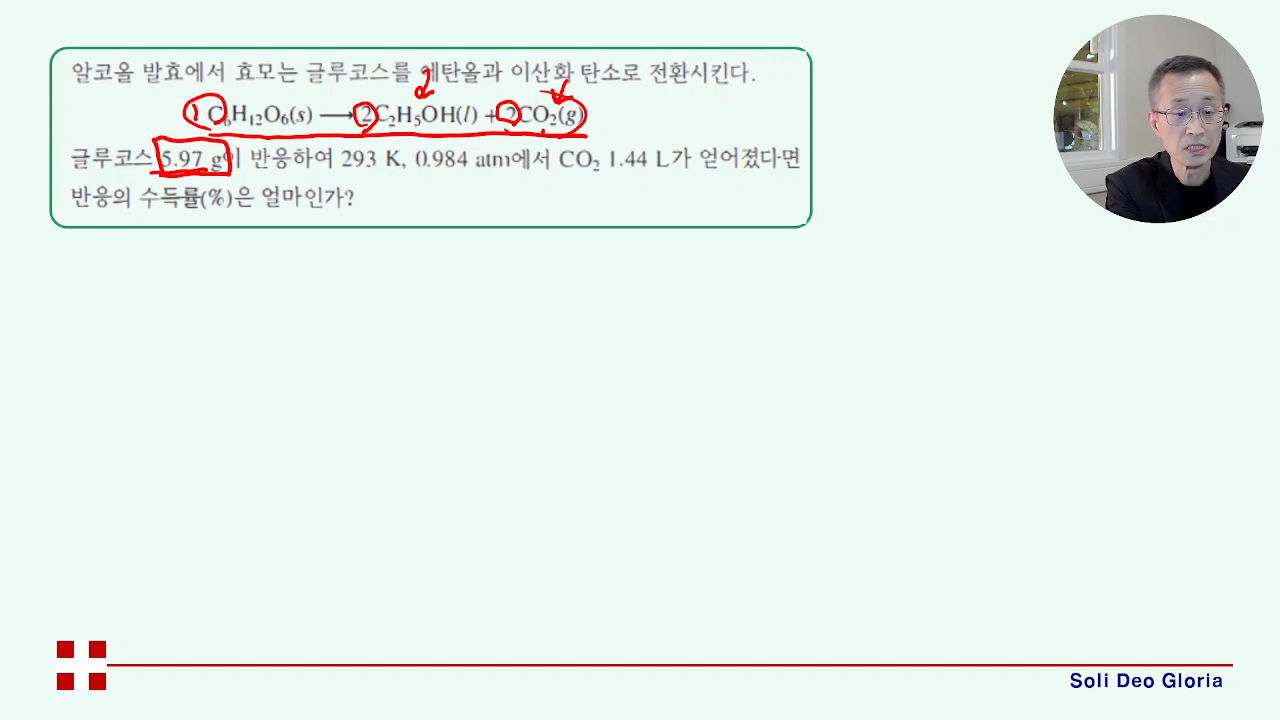 알코올 발효에서 효모는 글루코스를 에탄올과 이산화 탄소로 전환시킨다.
1 C₆H₁₂O₆(s) ⟶ 2C₂H₅OH(l) + 2CO₂(g)
글루코스 5.97 g이 반응하여 293 K, 0.984 atm에서 CO₂ 1.44 L가 얻어졌다면
반응의 수득률(%)은 얼마인가?
Soli Deo Gloria